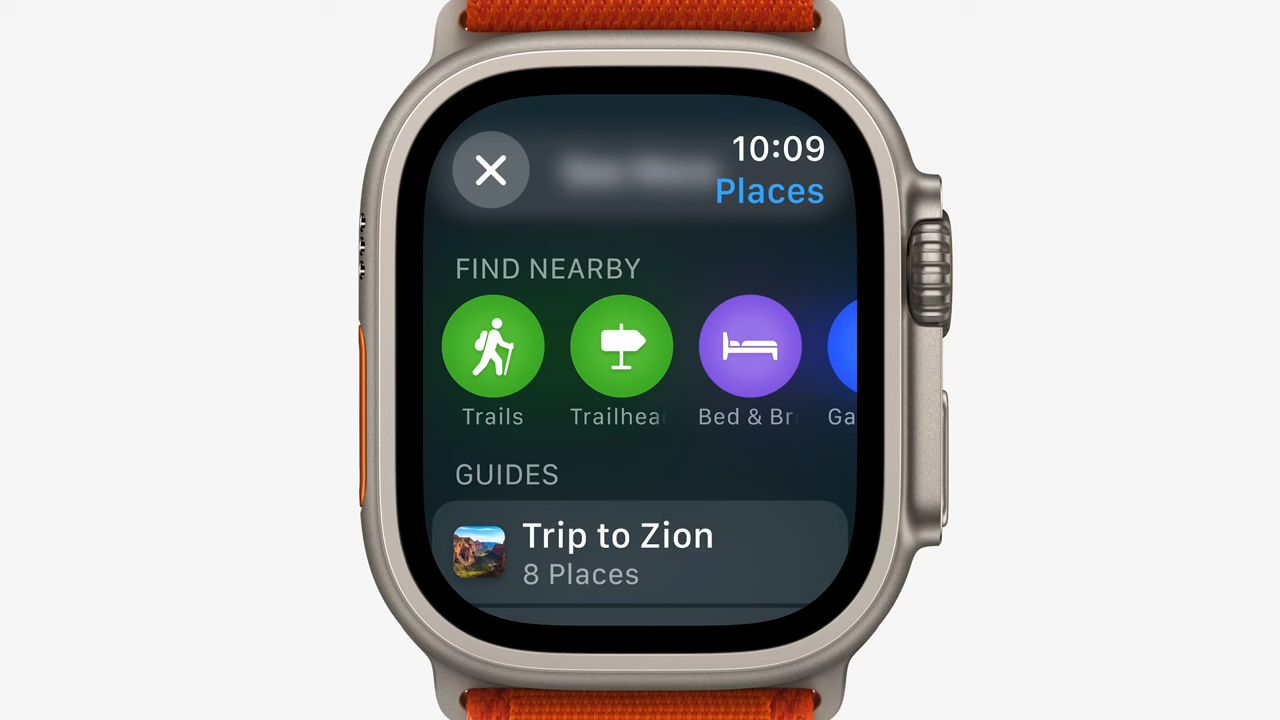 10:09
Places
FIND NEARBY
Trails
Trailhea
Bed & Br
Ga
GUIDES
Trip to Zion
8 Places